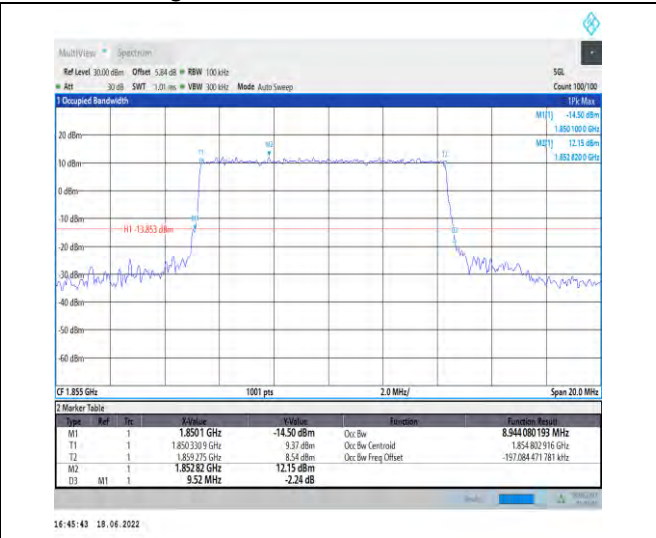 MultiView Spectrum
Ref Level 30.00 dBm Offset 5.84 dB RBW 100 kHz SGL
Att 30 dB SWT 1.01 ms VBW 300 kHz Mode Auto Sweep Count 100/100
1 Occupied Bandwidth 1Pk Max
M1[1] -14.50 dBm
1.850 100 0 GHz
M2[1] 12.15 dBm
1.852 820 0 GHz
20 dBm
T1 M2 T2
10 dBm
0 dBm
-10 dBm
M1
H1 -13.853 dBm
D3
-20 dBm
-30 dBm
-40 dBm
-50 dBm
-60 dBm
CF 1.855 GHz 1001 pts 2.0 MHz/ Span 20.0 MHz
2 Marker Table
Type Ref Trc X-Value Y-Value Function Function Result
M1 1 1.8501 GHz -14.50 dBm Occ Bw 8.944 080 193 MHz
T1 1 1.850 330 9 GHz 9.37 dBm Occ Bw Centroid 1.854 802 916 GHz
T2 1 1.859 275 GHz 8.54 dBm Occ Bw Freq Offset -197.084 471 781 kHz
M2 1 1.852 82 GHz 12.15 dBm
D3 M1 1 9.52 MHz -2.24 dB
16:45:43 18.06.2022